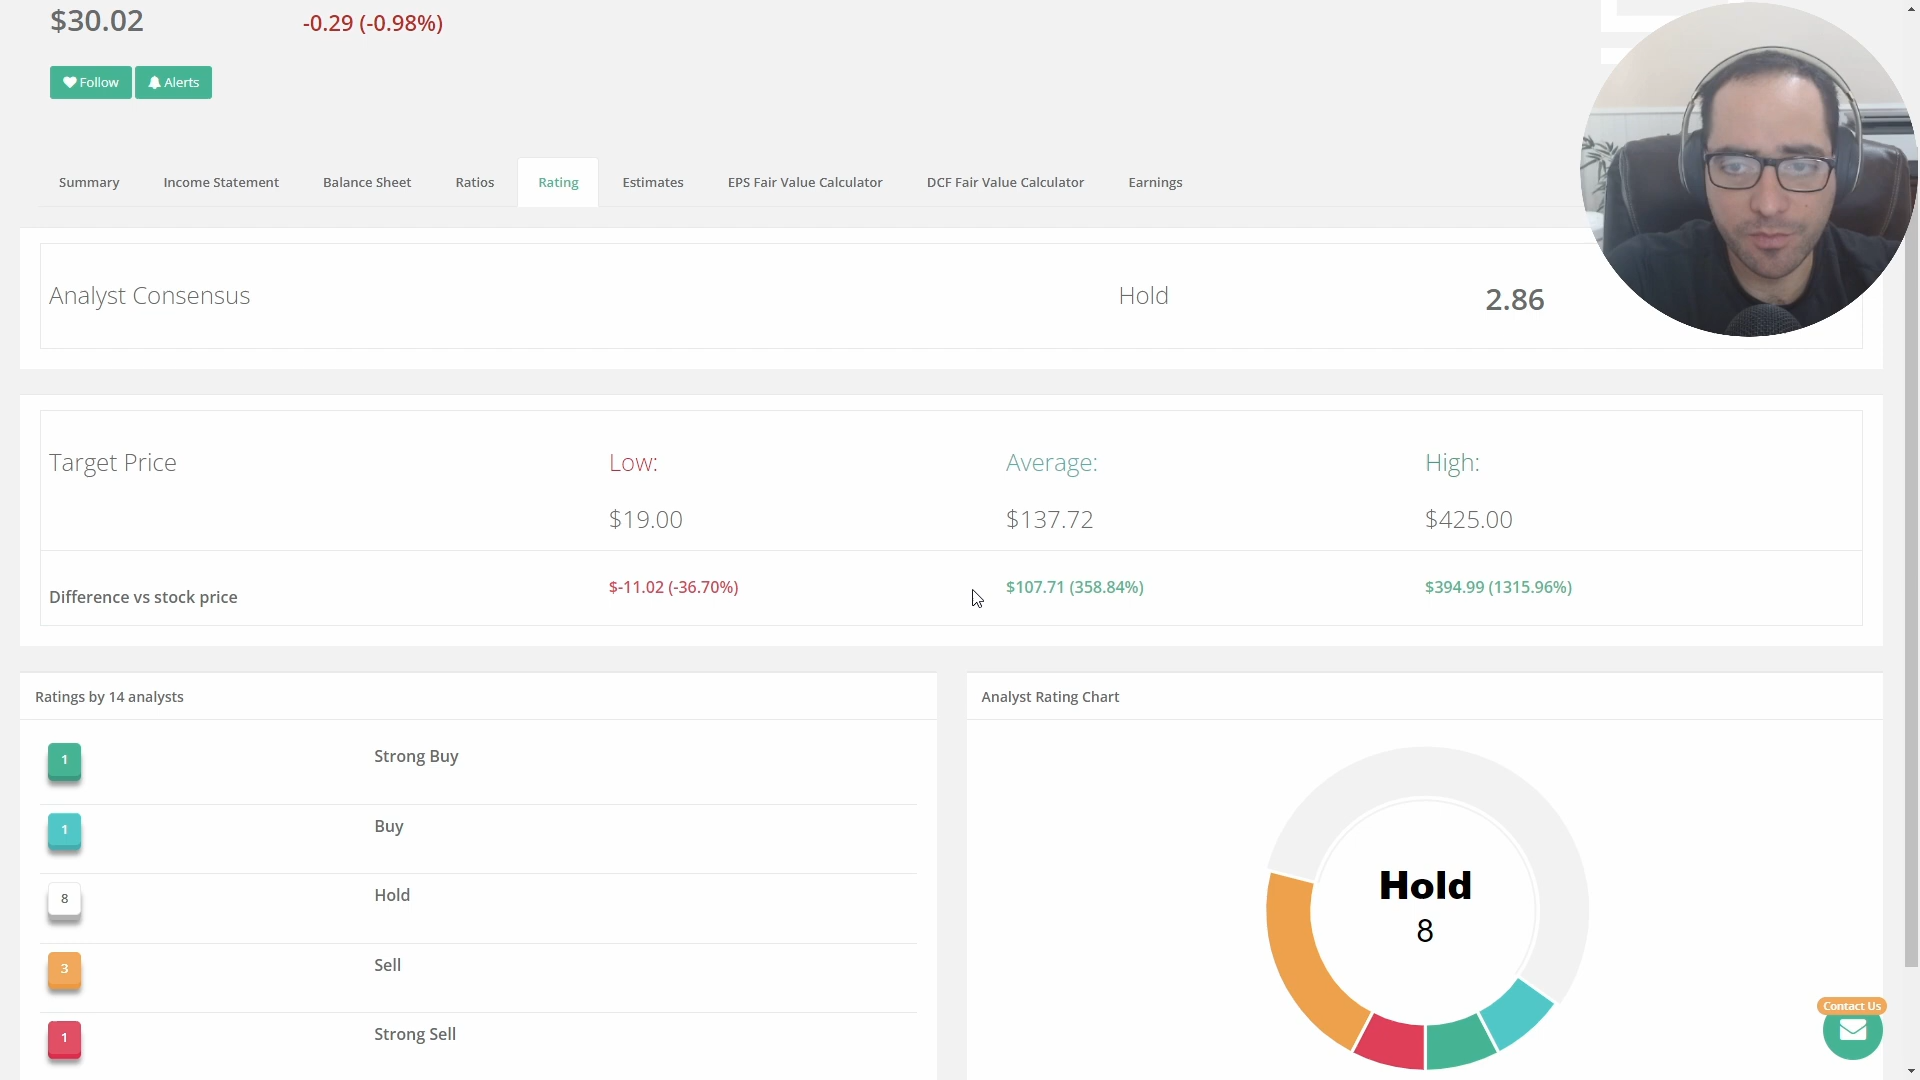 $30.02 -0.29 (-0.98%)
Follow Alerts
Summary Income Statement Balance Sheet Ratios Rating Estimates EPS Fair Value Calculator DCF Fair Value Calculator Earnings
Analyst Consensus Hold 2.86
Target Price Low: Average: High:
$19.00 $137.72 $425.00
Difference vs stock price $-11.02 (-36.70%) $107.71 (358.84%) $394.99 (1315.96%)
Ratings by 14 analysts
1 Strong Buy
1 Buy
8 Hold
3 Sell
1 Strong Sell
Analyst Rating Chart
Hold
8
Contact Us